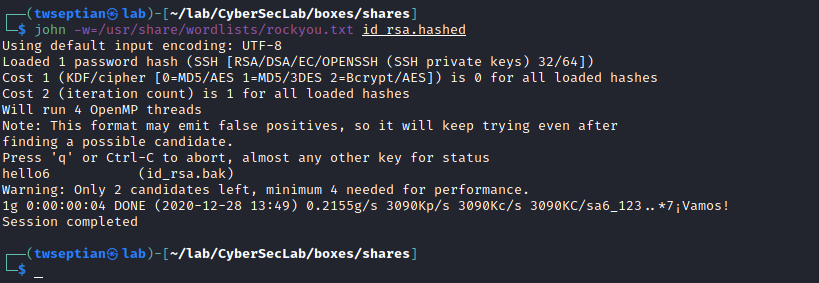 ┌──(twseptian㉿lab)-[~/lab/CyberSecLab/boxes/shares]
└─$ john -w=/usr/share/wordlists/rockyou.txt id_rsa.hashed
Using default input encoding: UTF-8
Loaded 1 password hash (SSH [RSA/DSA/EC/OPENSSH (SSH private keys) 32/64])
Cost 1 (KDF/cipher [0=MD5/AES 1=MD5/3DES 2=Bcrypt/AES]) is 0 for all loaded hashes
Cost 2 (iteration count) is 1 for all loaded hashes
Will run 4 OpenMP threads
Note: This format may emit false positives, so it will keep trying even after
finding a possible candidate.
Press 'q' or Ctrl-C to abort, almost any other key for status
hello6           (id_rsa.bak)
Warning: Only 2 candidates left, minimum 4 needed for performance.
1g 0:00:00:04 DONE (2020-12-28 13:49) 0.2155g/s 3090Kp/s 3090Kc/s 3090KC/sa6_123..*7¡Vamos!
Session completed
┌──(twseptian㉿lab)-[~/lab/CyberSecLab/boxes/shares]
└─$ _